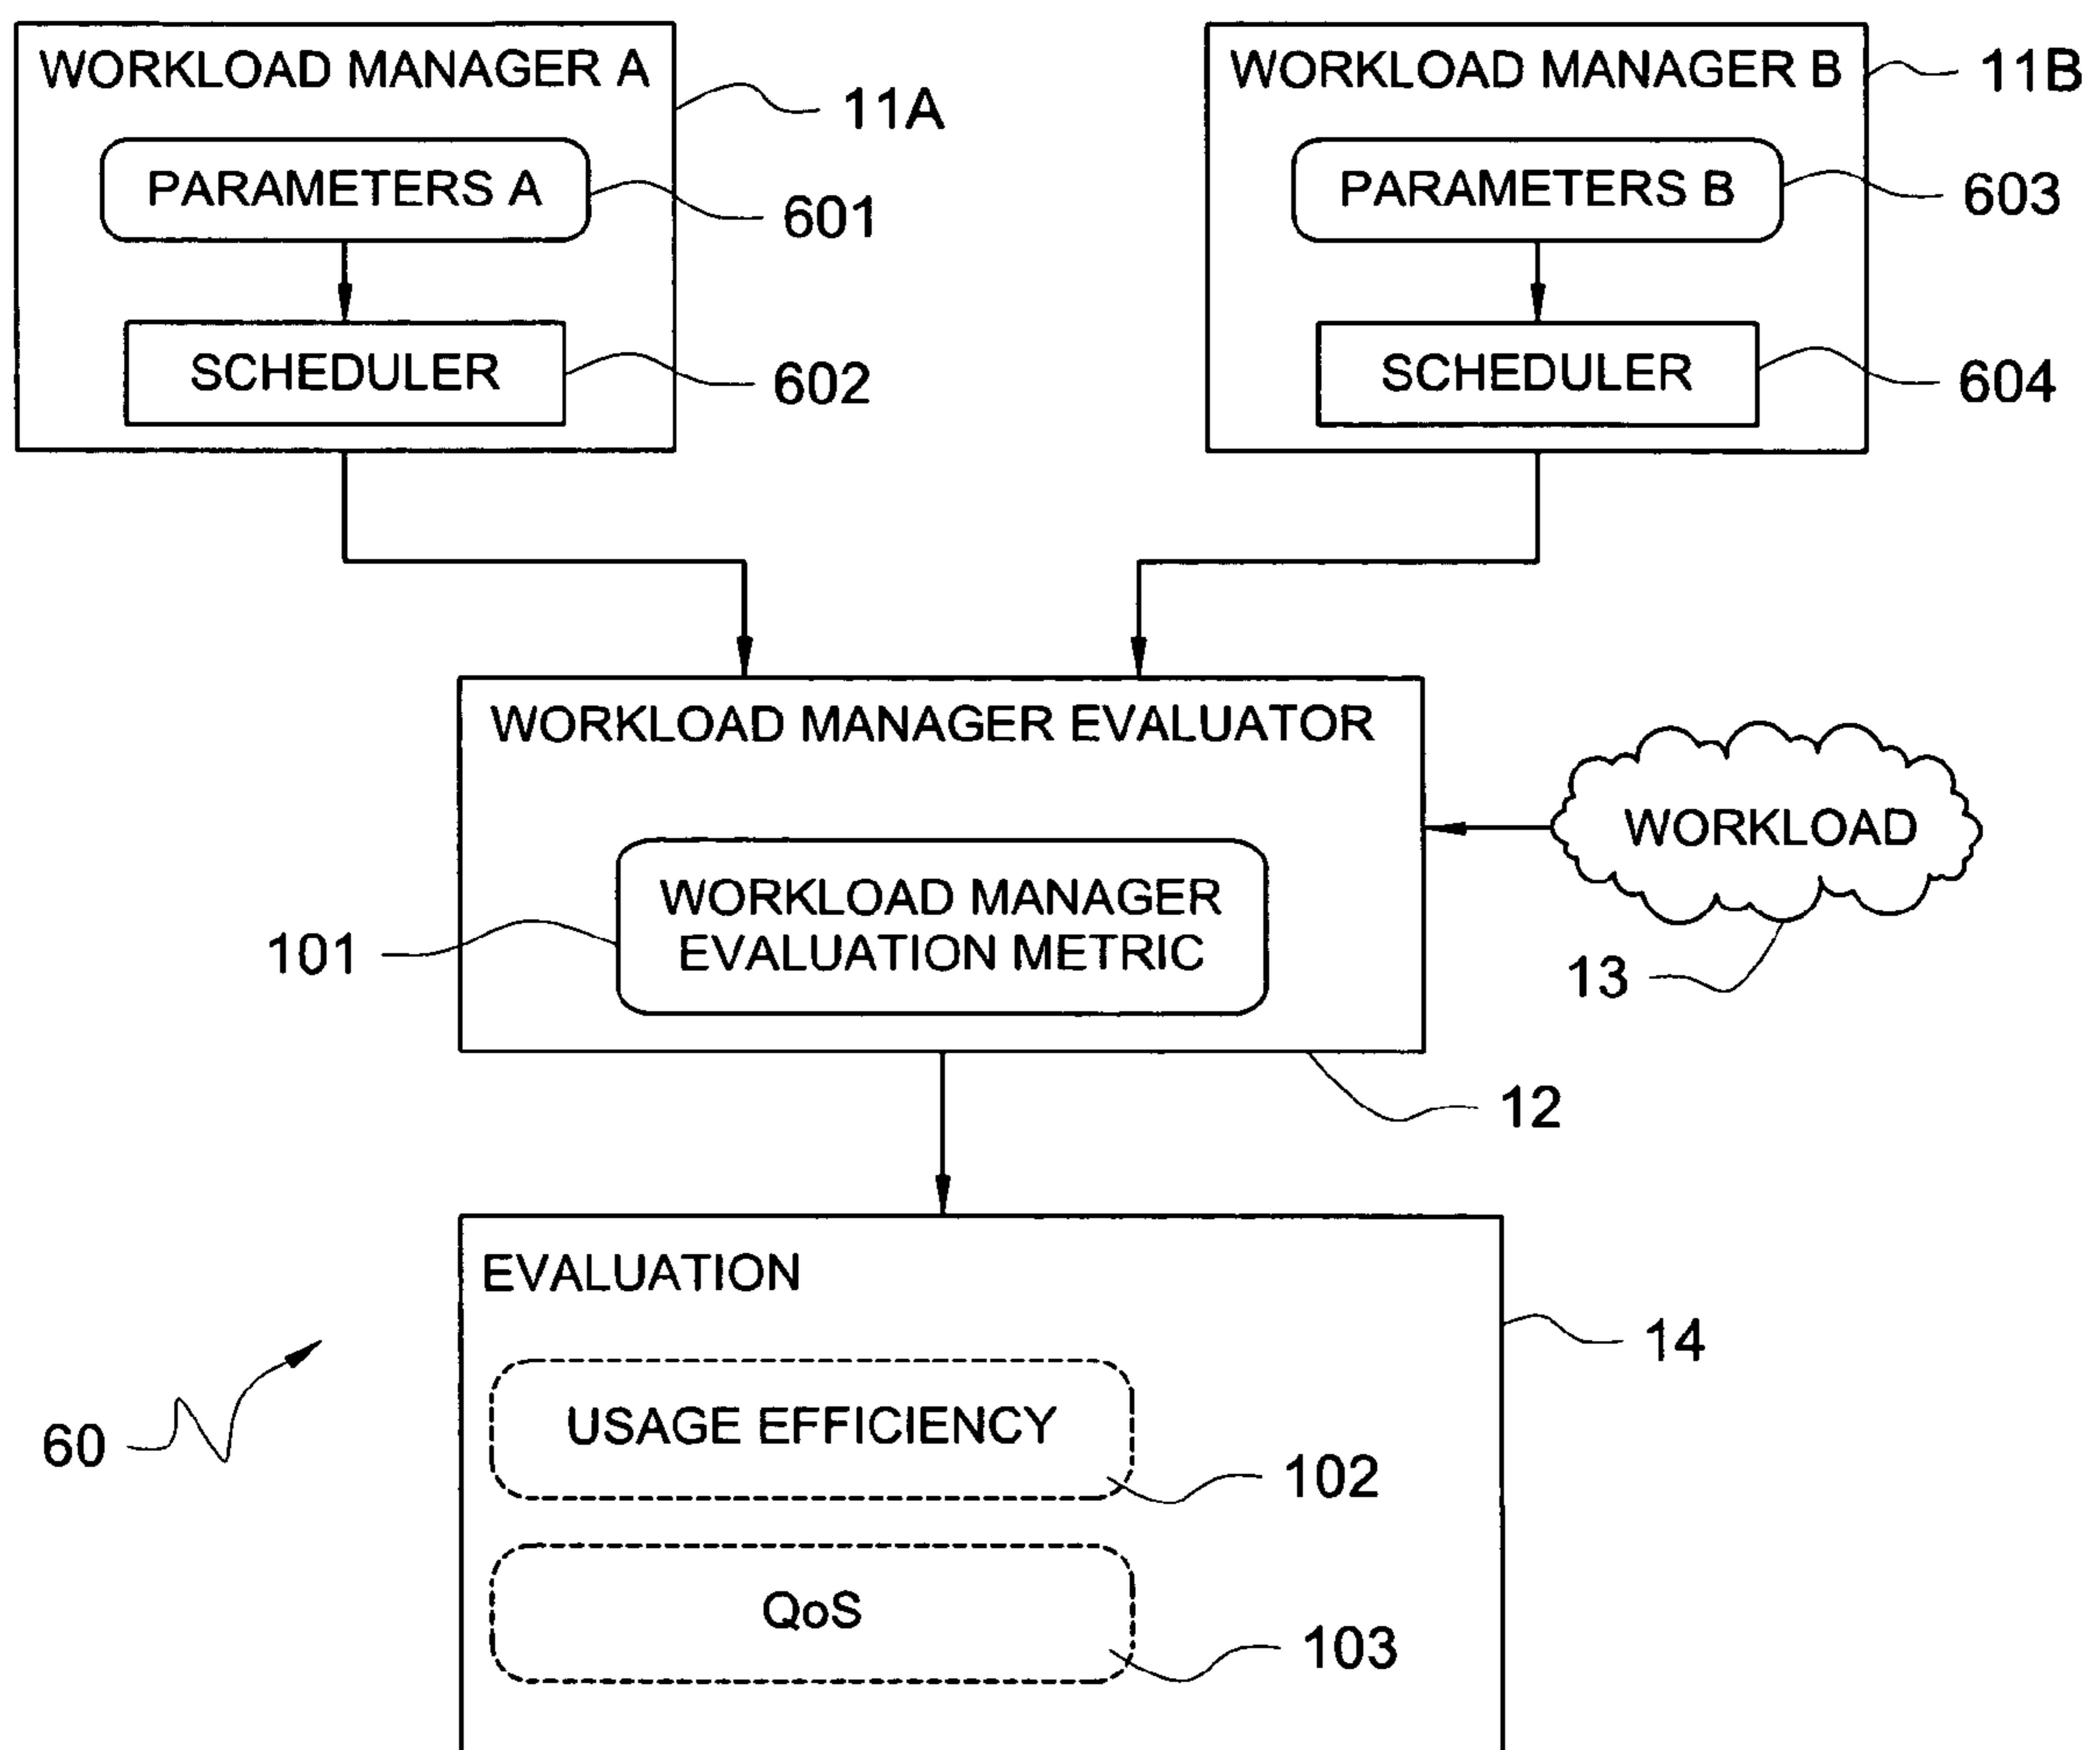 WORKLOAD MANAGER A
11A
PARAMETERS A
601
SCHEDULER
602
WORKLOAD MANAGER B
11B
PARAMETERS B
603
SCHEDULER
604
WORKLOAD MANAGER EVALUATOR
WORKLOAD MANAGER
EVALUATION METRIC
101
WORKLOAD
13
12
EVALUATION
14
USAGE EFFICIENCY
102
60
QoS
103